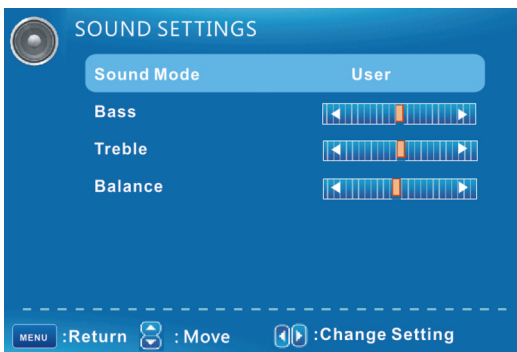 SOUND SETTINGS
Sound Mode User
Bass
Treble
Balance
MENU :Return : Move :Change Setting